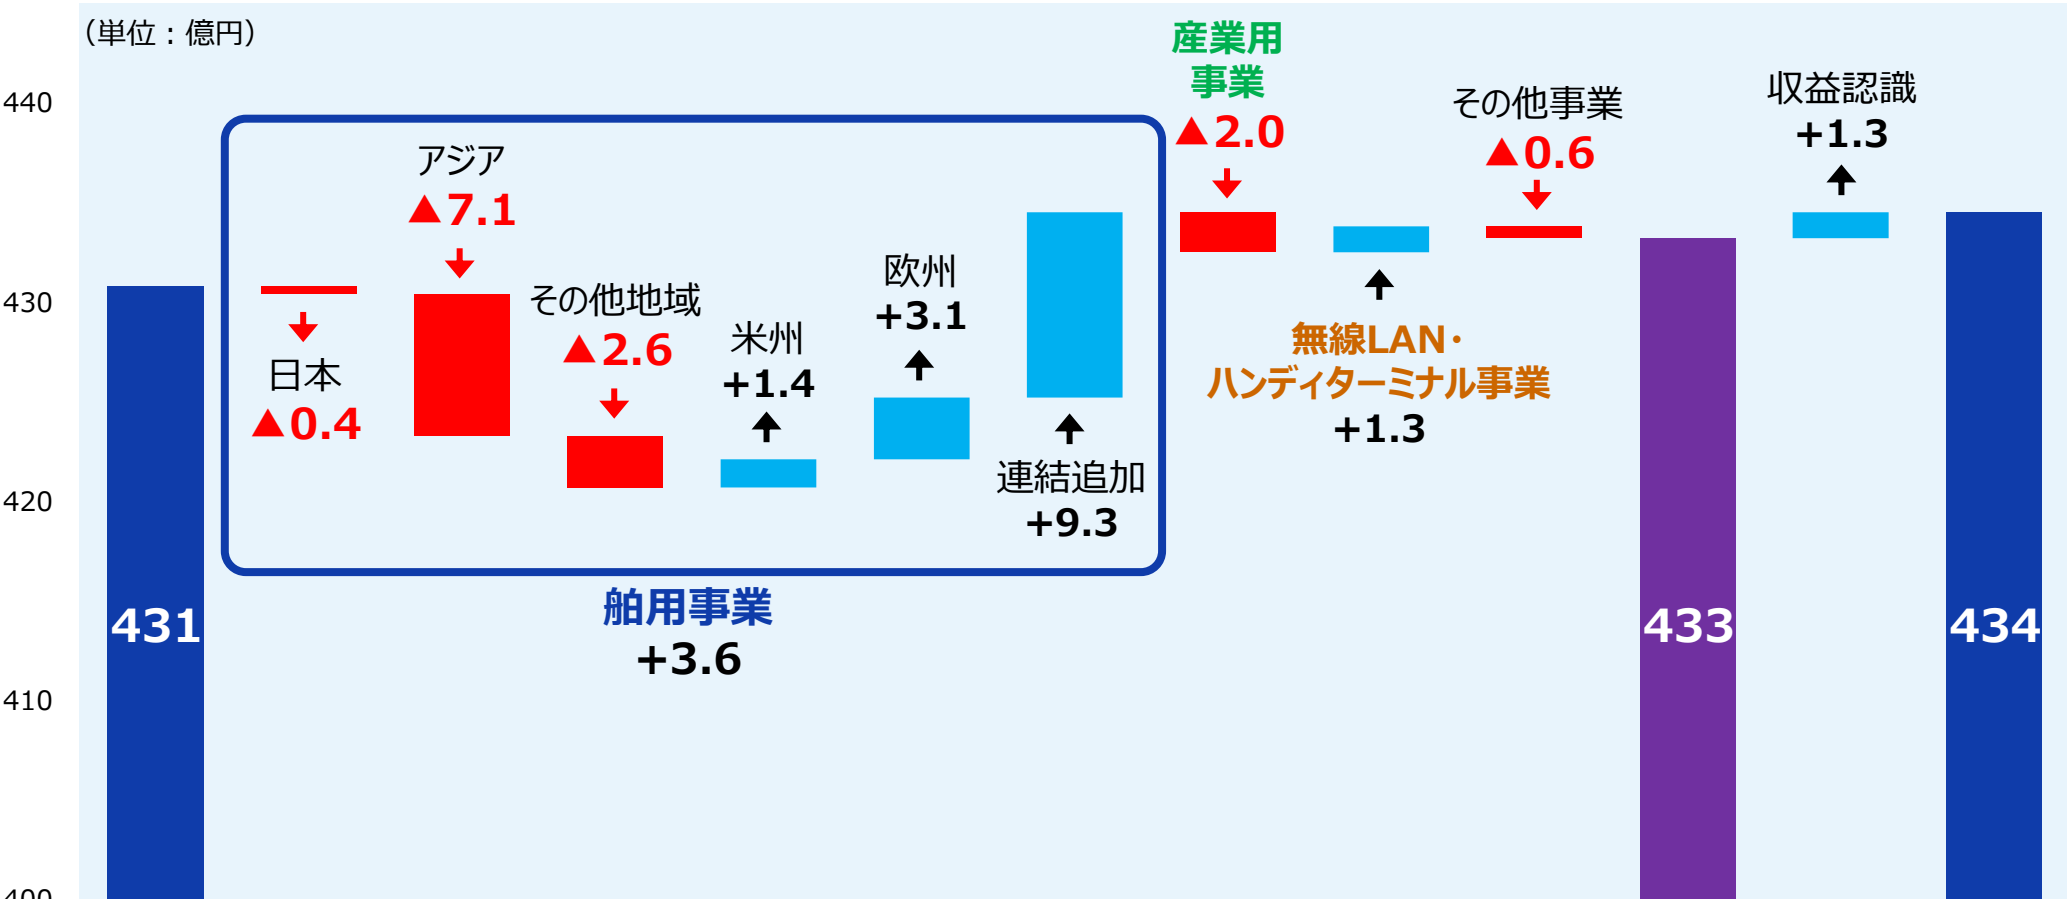 （単位：億円）
440
430
420
410
400
431
日本
▲0.4
アジア
▲7.1
その他地域
▲2.6
米州
+1.4
欧州
+3.1
連結追加
+9.3
舶用事業
+3.6
産業用
事業
▲2.0
無線LAN・
ハンディターミナル事業
+1.3
その他事業
▲0.6
433
収益認識
+1.3
434